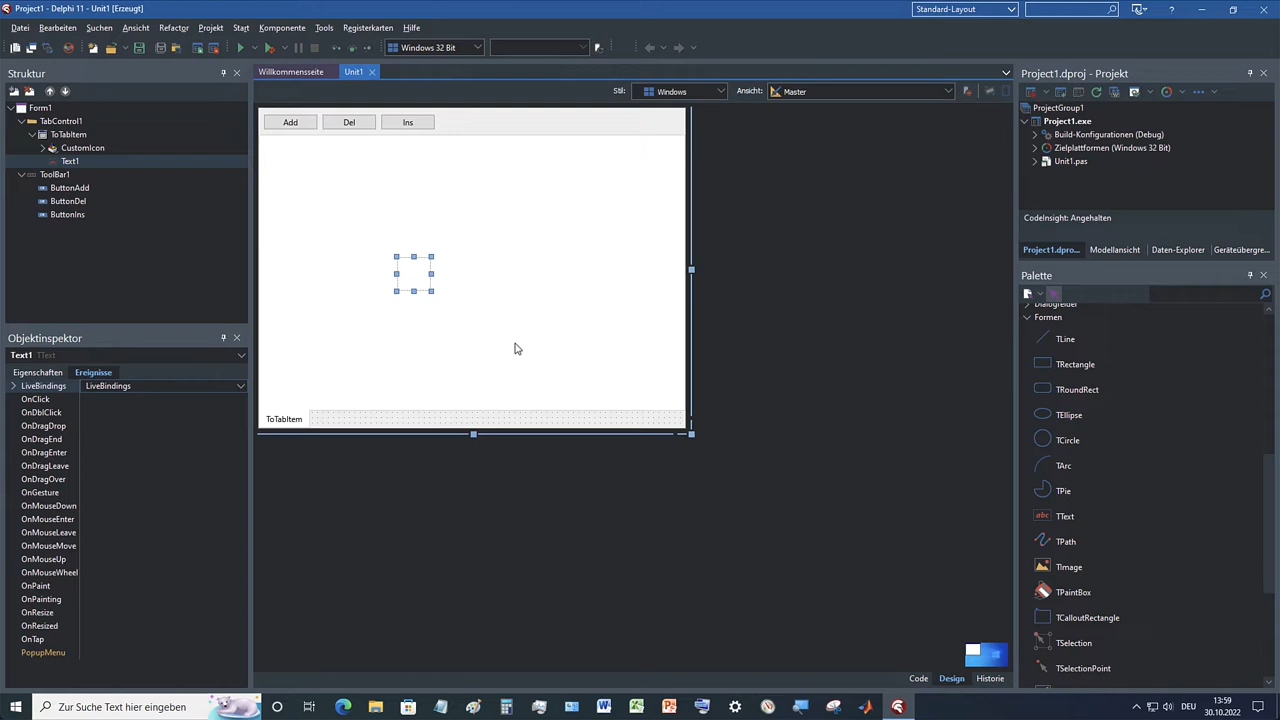 Project1 - Delphi 11 - Unit1 [Erzeugt]
Standard-Layout
Datei Bearbeiten Suchen Ansicht Refactor Projekt Start Komponente Tools Registerkarten Hilfe
Windows 32 Bit
Struktur
Form1
TabControl1
ToTabItem
CustomIcon
Text1
ToolBar1
ButtonAdd
ButtonDel
ButtonIns
Objektinspektor
Text1 TText
Eigenschaften Ereignisse
LiveBindings LiveBindings
OnClick
OnDblClick
OnDragDrop
OnDragEnd
OnDragEnter
OnDragLeave
OnDragOver
OnGesture
OnMouseDown
OnMouseEnter
OnMouseLeave
OnMouseMove
OnMouseUp
OnMouseWheel
OnPaint
OnPainting
OnResize
OnResized
OnTap
PopupMenu
Willkommensseite Unit1
Stil: Windows Ansicht: Master
Add Del Ins
ToTabItem
Code Design Historie
Project1.dproj - Projekt
ProjectGroup1
Project1.exe
Build-Konfigurationen (Debug)
Zielplattformen (Windows 32 Bit)
Unit1.pas
CodeInsight: Angehalten
Project1.dpro... Modellansicht Daten-Explorer Geräteübergre...
Palette
Dialogfelder
Formen
TLine
TRectangle
TRoundRect
TEllipse
TCircle
TArc
TPie
abc TText
TPath
TImage
TPaintBox
TCalloutRectangle
TSelection
TSelectionPoint
Zur Suche Text hier eingeben
DEU
13:59
30.10.2022